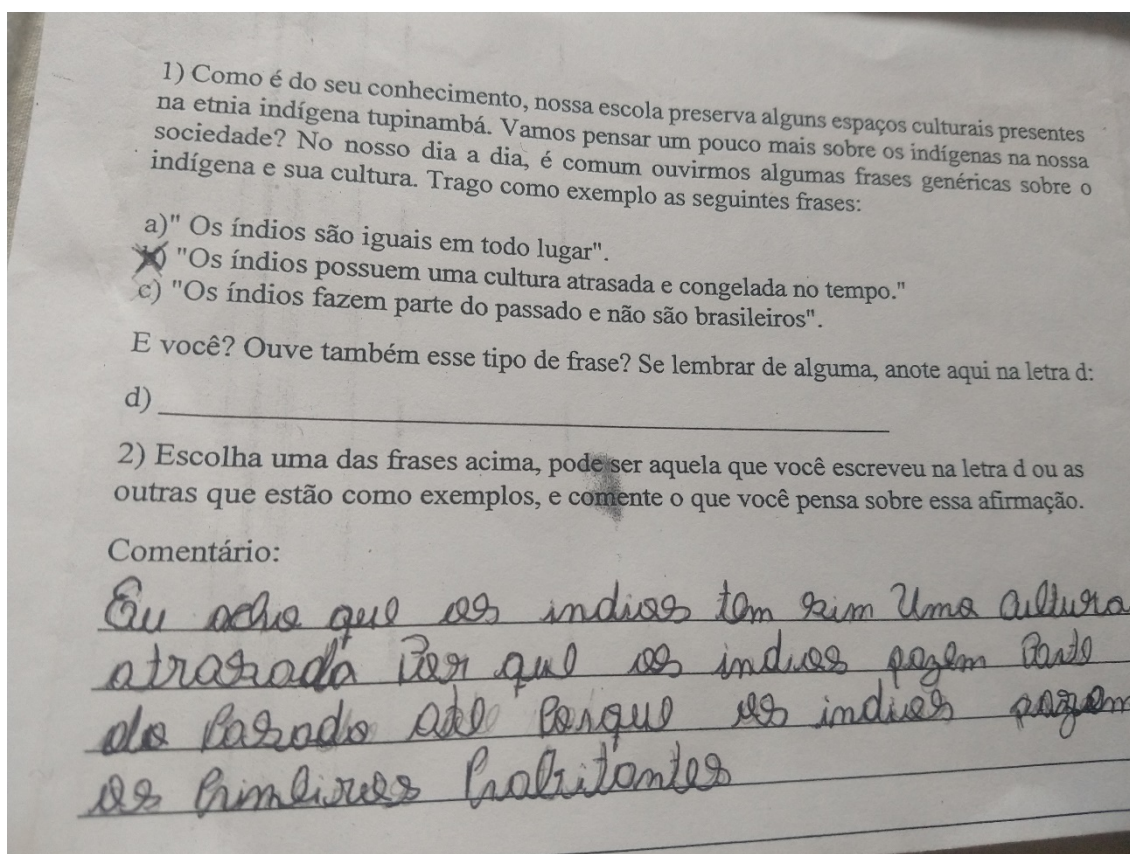 1) Como é do seu conhecimento, nossa escola preserva alguns espaços culturais presentes
na etnia indígena tupinambá. Vamos pensar um pouco mais sobre os indígenas na nossa
sociedade? No nosso dia a dia, é comum ouvirmos algumas frases genéricas sobre o
indígena e sua cultura. Trago como exemplo as seguintes frases:
a)" Os índios são iguais em todo lugar".
"Os índios possuem uma cultura atrasada e congelada no tempo."
c) "Os índios fazem parte do passado e não são brasileiros".
E você? Ouve também esse tipo de frase? Se lembrar de alguma, anote aqui na letra d:
d)
2) Escolha uma das frases acima, pode ser aquela que você escreveu na letra d ou as
outras que estão como exemplos, e comente o que você pensa sobre essa afirmação.
Comentário:
Eu acho que os indios tem sim Uma Cultura
atrasada Por que os indios
do Pasado Porque os indios
os Primeiros